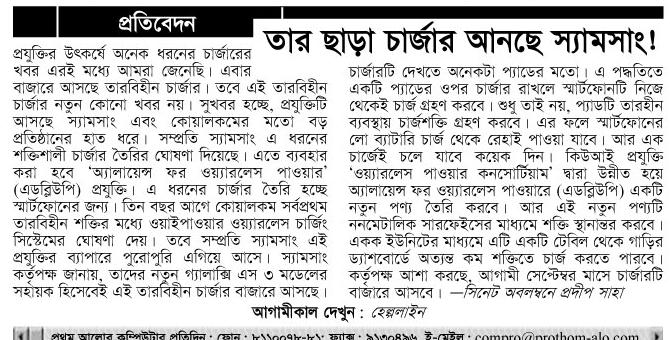 প্রতিবেদন
তার ছাড়া চার্জার আনছে স্যামসাং!
প্রযুক্তির উৎকর্ষে অনেক ধরনের চার্জারের
খবর এরই মধ্যে আমরা জেনেছি। এবার
বাজারে আসছে তারবিহীন চার্জার। তবে এই তারবিহীন
চার্জার নতুন কোনো খবর নয়। সুখবর হচ্ছে, প্রযুক্তিটি
আসছে স্যামসাং এবং কোয়ালকমের মতো বড়
প্রতিষ্ঠানের হাত ধরে। সম্প্রতি স্যামসাং এ ধরনের
শক্তিশালী চার্জার তৈরির ঘোষণা দিয়েছে। এতে ব্যবহার
করা হবে ‘অ্যালায়েন্স ফর ওয়্যারলেস পাওয়ার’
(এডব্লিউপি) প্রযুক্তি। এ ধরনের চার্জার তৈরি হচ্ছে
স্মার্টফোনের জন্য। তিন বছর আগে কোয়ালকম সর্বপ্রথম
তারবিহীন শক্তির মধ্যে ওয়াইপাওয়ার ওয়্যারলেস চার্জিং
সিস্টেমের ঘোষণা দেয়। তবে সম্প্রতি স্যামসাং এই
প্রযুক্তির ব্যাপারে পুরোপুরি এগিয়ে আসে। স্যামসাং
কর্তৃপক্ষ জানায়, তাদের নতুন গ্যালাক্সি এস ৩ মডেলের
সহায়ক হিসেবেই এই তারবিহীন চার্জার বাজারে আসছে।
চার্জারটি দেখতে অনেকটা প্যাডের মতো। এ পদ্ধতিতে
একটি প্যাডের ওপর চার্জার রাখলে স্মার্টফোনটি নিজে
থেকেই চার্জ গ্রহণ করবে। শুধু তাই নয়, প্যাডটি তারহীন
ব্যবস্থায় চার্জশক্তি গ্রহণ করবে। এর ফলে স্মার্টফোনের
লো ব্যাটারি চার্জ থেকে রেহাই পাওয়া যাবে। আর এক
চার্জেই চলে যাবে কয়েক দিন। কিউআই প্রযুক্তি
‘ওয়্যারলেস পাওয়ার কনসোর্টিয়াম’ দ্বারা উন্নীত হয়ে
অ্যালায়েন্স ফর ওয়্যারলেস পাওয়ারে (এডব্লিউপি) একটি
নতুন পণ্য তৈরি করবে। আর এই নতুন পণ্যটি
ননমেটালিক সারফেইসের মাধ্যমে শক্তি স্থানান্তর করবে।
একক ইউনিটের মাধ্যমে এটি একটি টেবিল থেকে গাড়ির
ড্যাশবোর্ডে অত্যন্ত কম শক্তিতে চার্জ করতে পারবে।
কর্তৃপক্ষ আশা করছে, আগামী সেপ্টেম্বর মাসে চার্জারটি
বাজারে আসবে। —সিনেট অবলম্বনে প্রদীপ সাহা
আগামীকাল দেখুন : হেল্পলাইন
প্রথম আলোর কম্পিউটার প্রতিদিন : ফোন : ৮১১০০৭৮-৮১; ফ্যাক্স : ৯১৩০৪৯৬, ই-মেইল : compro@prothom-alo.com